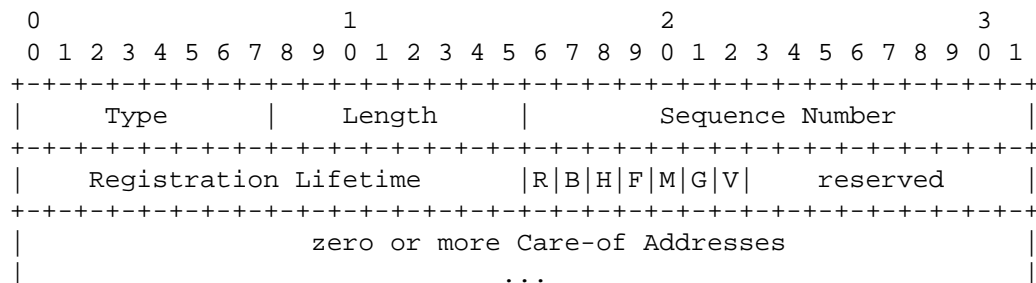 0                   1                   2                   3
 0 1 2 3 4 5 6 7 8 9 0 1 2 3 4 5 6 7 8 9 0 1 2 3 4 5 6 7 8 9 0 1
+-+-+-+-+-+-+-+-+-+-+-+-+-+-+-+-+-+-+-+-+-+-+-+-+-+-+-+-+-+-+-+-+
|     Type      |    Length     |        Sequence Number        |
+-+-+-+-+-+-+-+-+-+-+-+-+-+-+-+-+-+-+-+-+-+-+-+-+-+-+-+-+-+-+-+-+
|    Registration Lifetime      |R|B|H|F|M|G|V|    reserved     |
+-+-+-+-+-+-+-+-+-+-+-+-+-+-+-+-+-+-+-+-+-+-+-+-+-+-+-+-+-+-+-+-+
|                  zero or more Care-of Addresses               |
|                              ...                              |